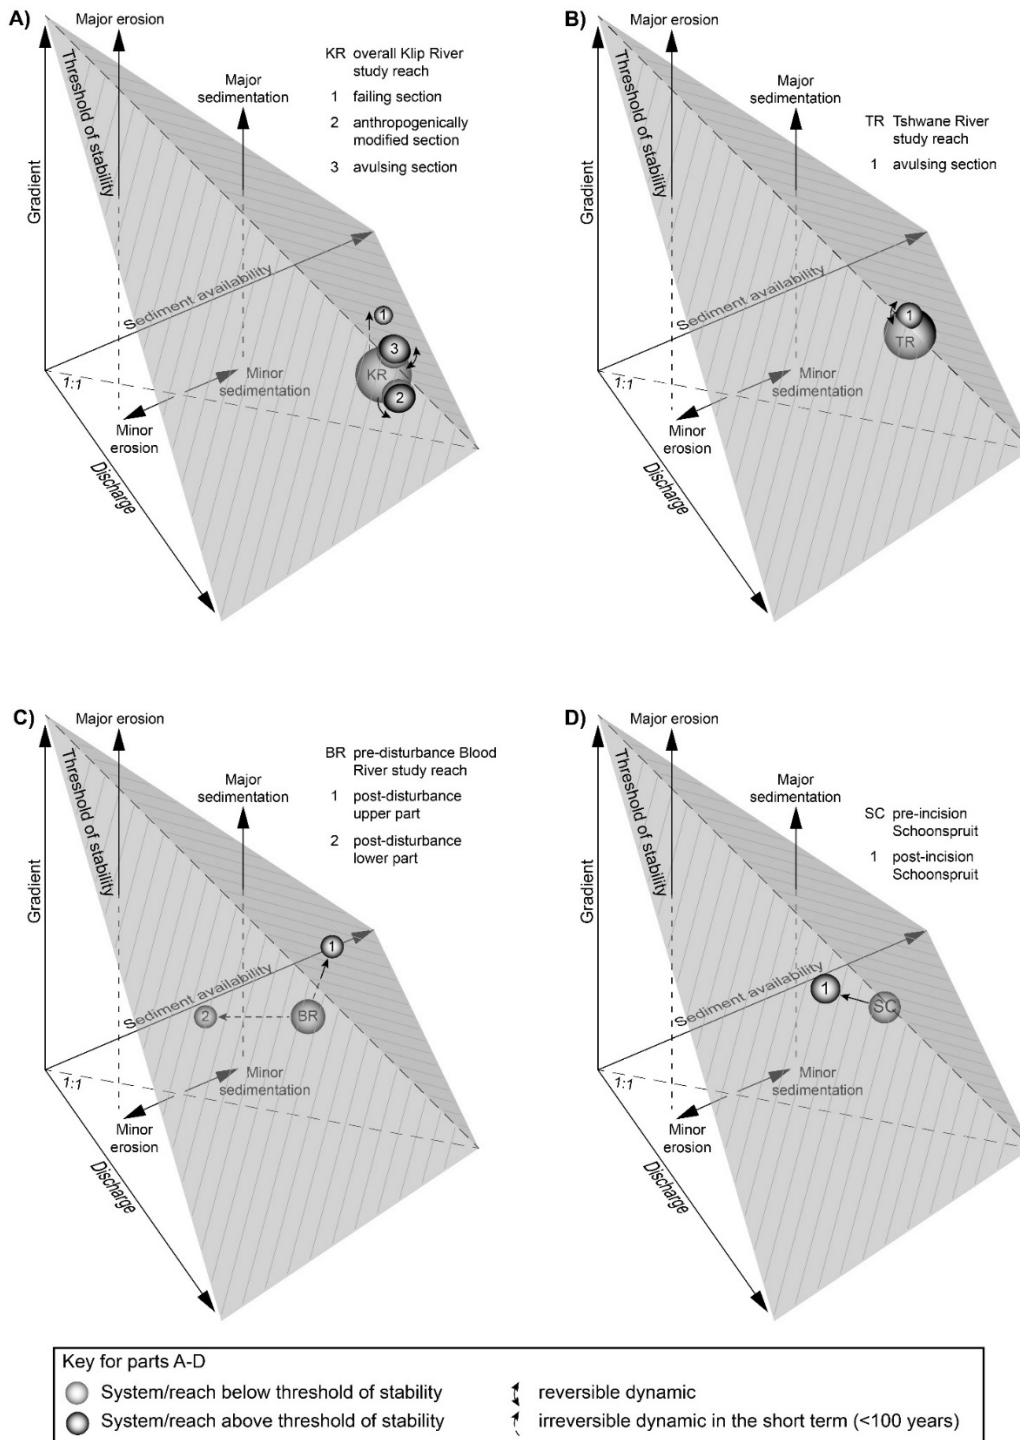 A)
Major erosion
Threshold of stability
Gradient
Major
sedimentation
KR overall Klip River
study reach
1 failing section
2 anthropogenically
modified section
3 avulsing section
Sediment availability
1
3
KR
2
1:1
Minor
sedimentation
Minor
erosion
Discharge
B)
Major erosion
Threshold of stability
Gradient
Major
sedimentation
TR Tshwane River
study reach
1 avulsing section
Sediment availability
1
TR
1:1
Minor
sedimentation
Minor
erosion
Discharge
C)
Major erosion
Threshold of stability
Gradient
Major
sedimentation
BR pre-disturbance Blood
River study reach
1 post-disturbance
upper part
2 post-disturbance
lower part
Sediment availability
1
2
BR
1:1
Minor
sedimentation
Minor
erosion
Discharge
D)
Major erosion
Threshold of stability
Gradient
Major
sedimentation
SC pre-incision
Schoonspruit
1 post-incision
Schoonspruit
Sediment availability
1
SC
1:1
Minor
sedimentation
Minor
erosion
Discharge
Key for parts A-D
System/reach below threshold of stability
reversible dynamic
System/reach above threshold of stability
irreversible dynamic in the short term (<100 years)